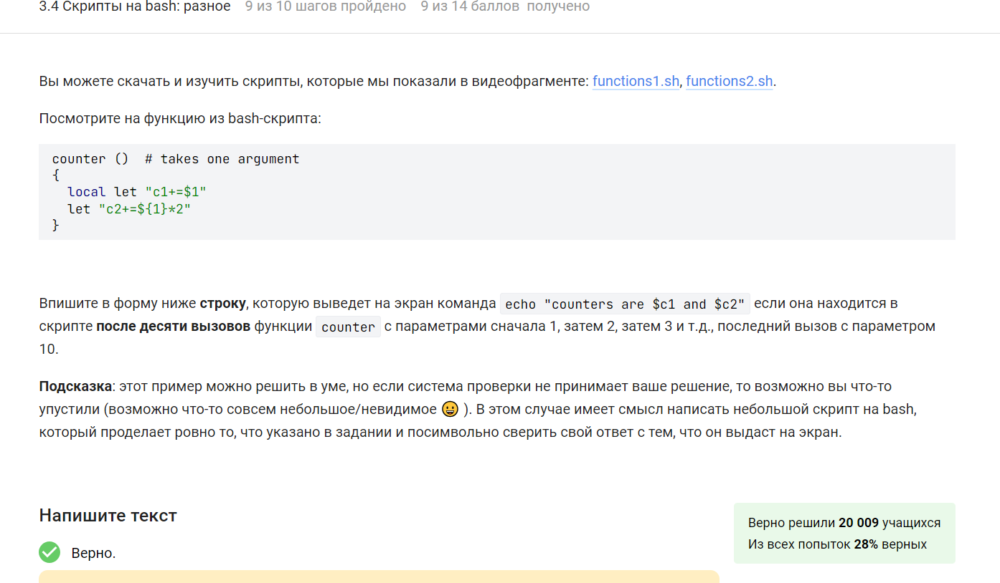 3.4 Скрипты на bash: разное 9 из 10 шагов пройдено 9 из 14 баллов получено
Вы можете скачать и изучить скрипты, которые мы показали в видеофрагменте: functions1.sh, functions2.sh.
Посмотрите на функцию из bash-скрипта:
counter ()  # takes one argument
{
  local let "c1+=$1"
  let "c2+=${1}*2"
}
Впишите в форму ниже строку, которую выведет на экран команда echo "counters are $c1 and $c2" если она находится в
скрипте после десяти вызовов функции counter с параметрами сначала 1, затем 2, затем 3 и т.д., последний вызов с параметром
10.
Подсказка: этот пример можно решить в уме, но если система проверки не принимает ваше решение, то возможно вы что-то
упустили (возможно что-то совсем небольшое/невидимое 😀 ). В этом случае имеет смысл написать небольшой скрипт на bash,
который проделает ровно то, что указано в задании и посимвольно сверить свой ответ с тем, что он выдаст на экран.
Напишите текст
Верно.
Верно решили 20 009 учащихся
Из всех попыток 28% верных